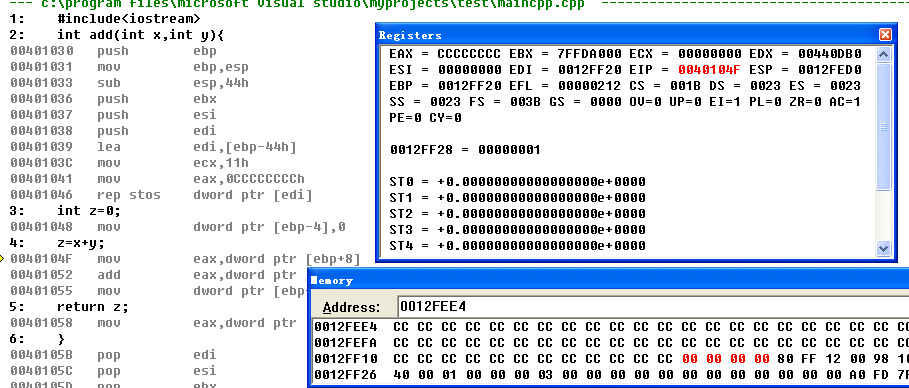 --- c:\program files\microsoft visual studio\myprojects\test\maincpp.cpp
1: #include<iostream>
2: int add(int x,int y){
00401030 push ebp
00401031 mov ebp,esp
00401033 sub esp,44h
00401036 push ebx
00401037 push esi
00401038 push edi
00401039 lea edi,[ebp-44h]
0040103C mov ecx,11h
00401041 mov eax,0CCCCCCCCh
00401046 rep stos dword ptr [edi]
3: int z=0;
00401048 mov dword ptr [ebp-4],0
4: z=x+y;
0040104F mov eax,dword ptr [ebp+8]
00401052 add eax,dword ptr
00401055 mov dword ptr [ebp-
5: return z;
00401058 mov eax,dword ptr
6: }
0040105B pop edi
0040105C pop esi
0040105D pop ebx
Registers
EAX = CCCCCCCC EBX = 7FFDA000 ECX = 00000000 EDX = 00440DB0
ESI = 00000000 EDI = 0012FF20 EIP = 0040104F ESP = 0012FED0
EBP = 0012FF20 EFL = 00000212 CS = 001B DS = 0023 ES = 0023
SS = 0023 FS = 003B GS = 0000 OV=0 UP=0 EI=1 PL=0 ZR=0 AC=1
PE=0 CY=0
0012FF28 = 00000001
ST0 = +0.00000000000000000e+0000
ST1 = +0.00000000000000000e+0000
ST2 = +0.00000000000000000e+0000
ST3 = +0.00000000000000000e+0000
ST4 = +0.00000000000000000e+0000
Memory
Address: 0012FEE4
0012FEE4 CC CC CC CC CC CC CC CC CC CC CC CC CC CC CC CC CC CC CC CC CC
0012FEFA CC CC CC CC CC CC CC CC CC CC CC CC CC CC CC CC CC CC CC CC CC
0012FF10 CC CC CC CC CC CC CC CC CC CC CC CC 00 00 00 00 80 FF 12 00 98
0012FF26 40 00 01 00 00 00 03 00 00 00 00 00 00 00 00 00 00 00 A0 FD